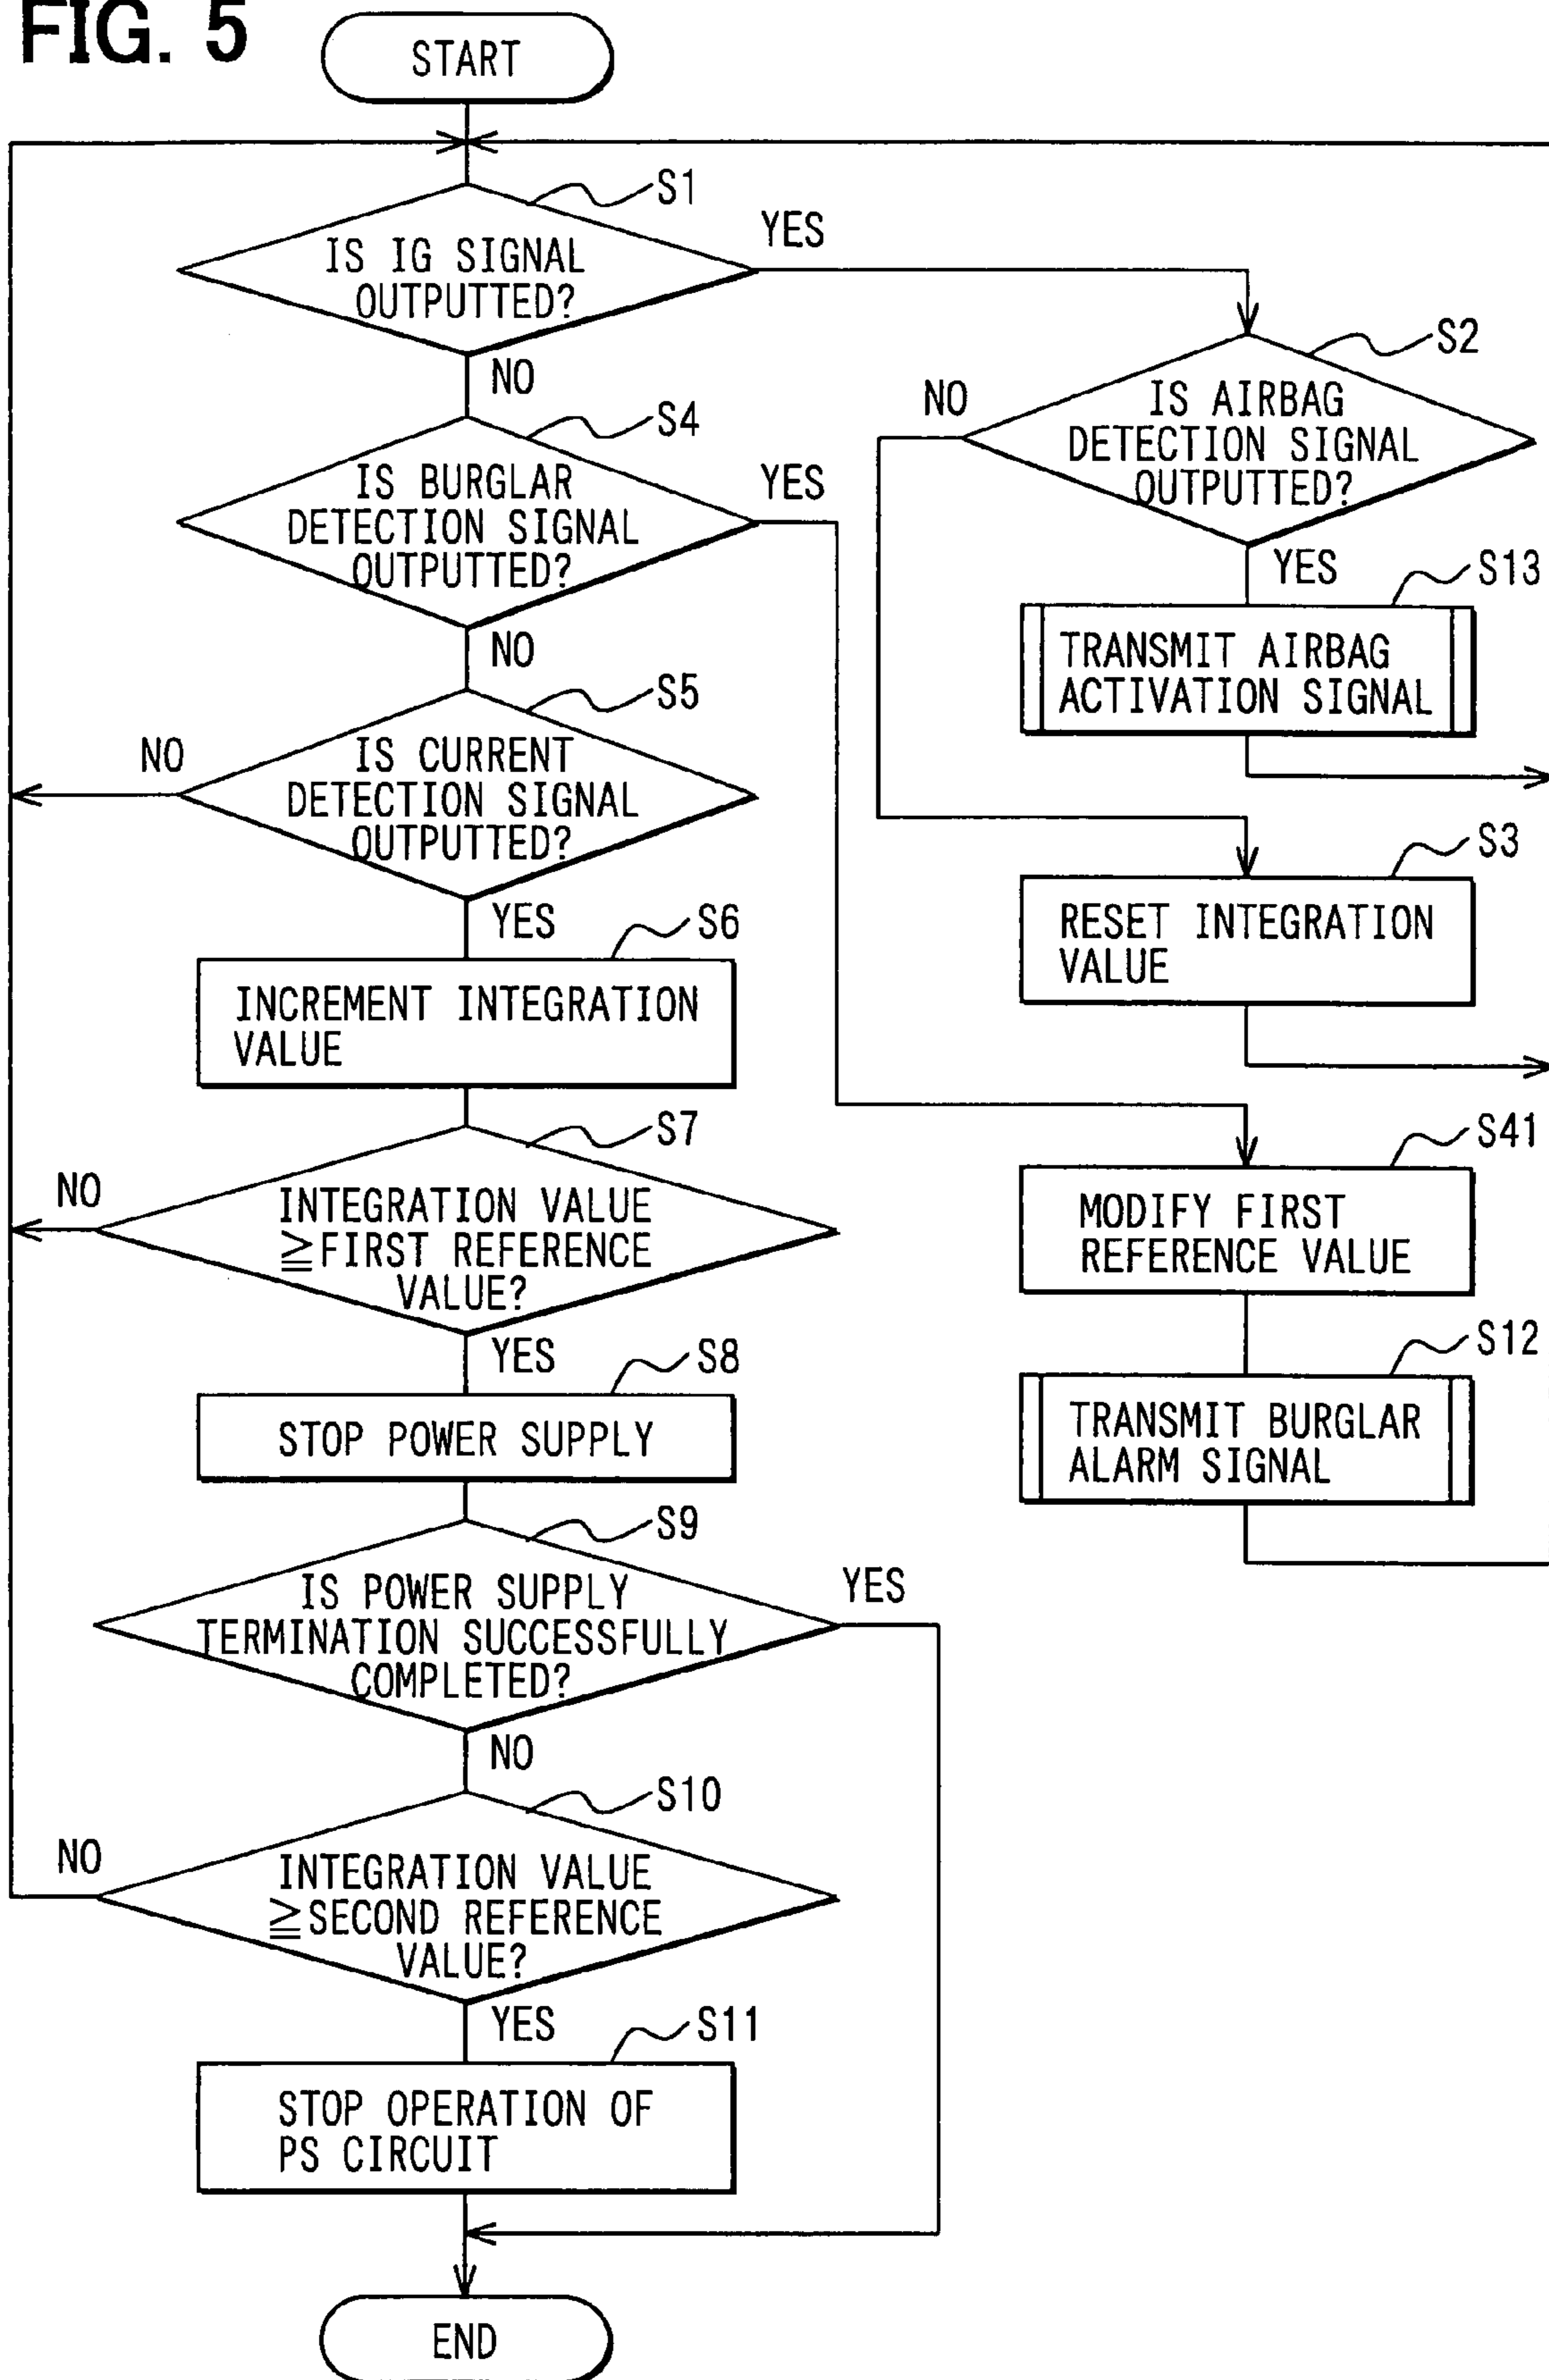 FIG. 5
START
S1
IS IG SIGNAL
OUTPUTTED?
YES
NO
S2
IS AIRBAG
DETECTION SIGNAL
OUTPUTTED?
NO
YES
S4
IS BURGLAR
DETECTION SIGNAL
OUTPUTTED?
YES
NO
S13
TRANSMIT AIRBAG
ACTIVATION SIGNAL
S5
IS CURRENT
DETECTION SIGNAL
OUTPUTTED?
NO
YES
S3
RESET INTEGRATION
VALUE
S6
INCREMENT INTEGRATION
VALUE
S7
INTEGRATION VALUE
≧FIRST REFERENCE
VALUE?
NO
YES
S41
MODIFY FIRST
REFERENCE VALUE
S8
STOP POWER SUPPLY
S12
TRANSMIT BURGLAR
ALARM SIGNAL
S9
IS POWER SUPPLY
TERMINATION SUCCESSFULLY
COMPLETED?
YES
NO
S10
INTEGRATION VALUE
≧SECOND REFERENCE
VALUE?
NO
YES
S11
STOP OPERATION OF
PS CIRCUIT
END